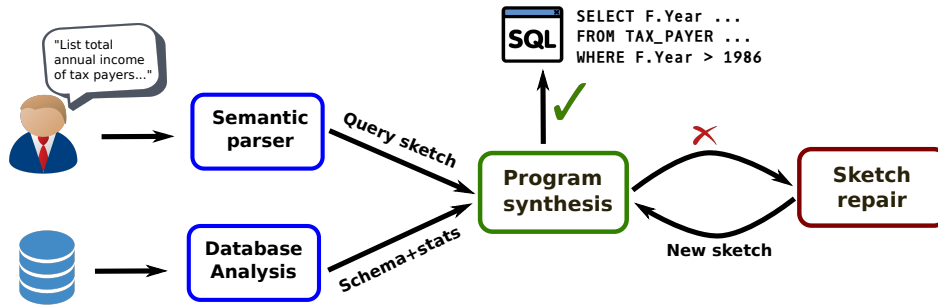 "List total
annual income
of tax payers..."
SQL
SELECT F.Year ...
FROM TAX_PAYER ...
WHERE F.Year > 1986
Semantic
parser
Query sketch
Program
synthesis
Sketch
repair
Database
Analysis
Schema+stats
New sketch